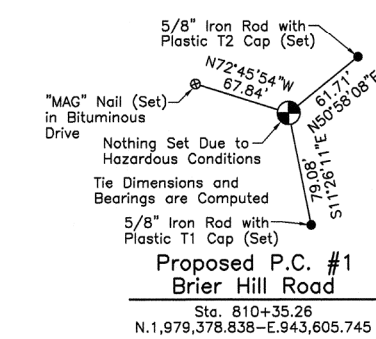 5/8" Iron Rod with
Plastic T2 Cap (Set)
N72°45'54"W
67.84'
61.71'
N50°58'08"E
"MAG" Nail (Set)
in Bituminous
Drive
Nothing Set Due to
Hazardous Conditions
79.08'
S11°26'11"E
Tie Dimensions and
Bearings are Computed
5/8" Iron Rod with
Plastic T1 Cap (Set)
Proposed P.C. #1
Brier Hill Road
Sta. 810+35.26
N.1,979,378.838–E.943,605.745